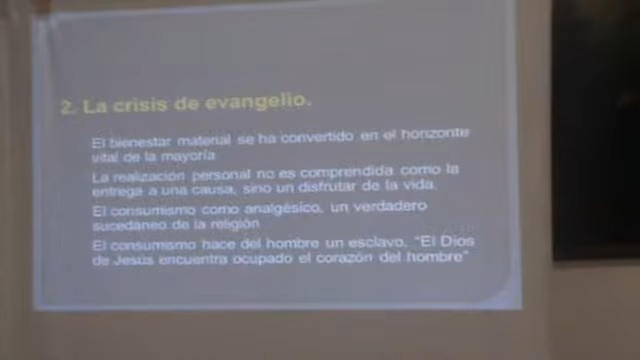 2. La crisis de evangelio.
El bienestar material se ha convertido en el horizonte
vital de la mayoría
La realización personal no es comprendida como la
entrega a una causa, sino un disfrutar de la vida.
El consumismo como analgésico, un verdadero
sucedáneo de la religión
El consumismo hace del hombre un esclavo. "El Dios
de Jesús encuentra ocupado el corazón del hombre"